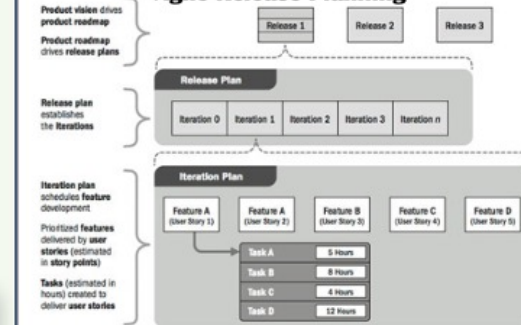 Agile Release Planning
Product vision drives
product roadmap
Product roadmap
drives release plans
Release 1
Release 2
Release 3
Release Plan
Release plan
establishes
the iterations
Iteration 0
Iteration 1
Iteration 2
Iteration 3
Iteration n
Iteration Plan
Iteration plan
schedules feature
development
Prioritized features
delivered by user
stories (estimated
in story points)
Tasks (estimated in
hours) created to
deliver user stories
Feature A
(User Story 1)
Feature A
(User Story 2)
Feature B
(User Story 3)
Feature C
(User Story 4)
Feature D
(User Story 5)
Task A
5 Hours
Task B
8 Hours
Task C
4 Hours
Task D
12 Hours